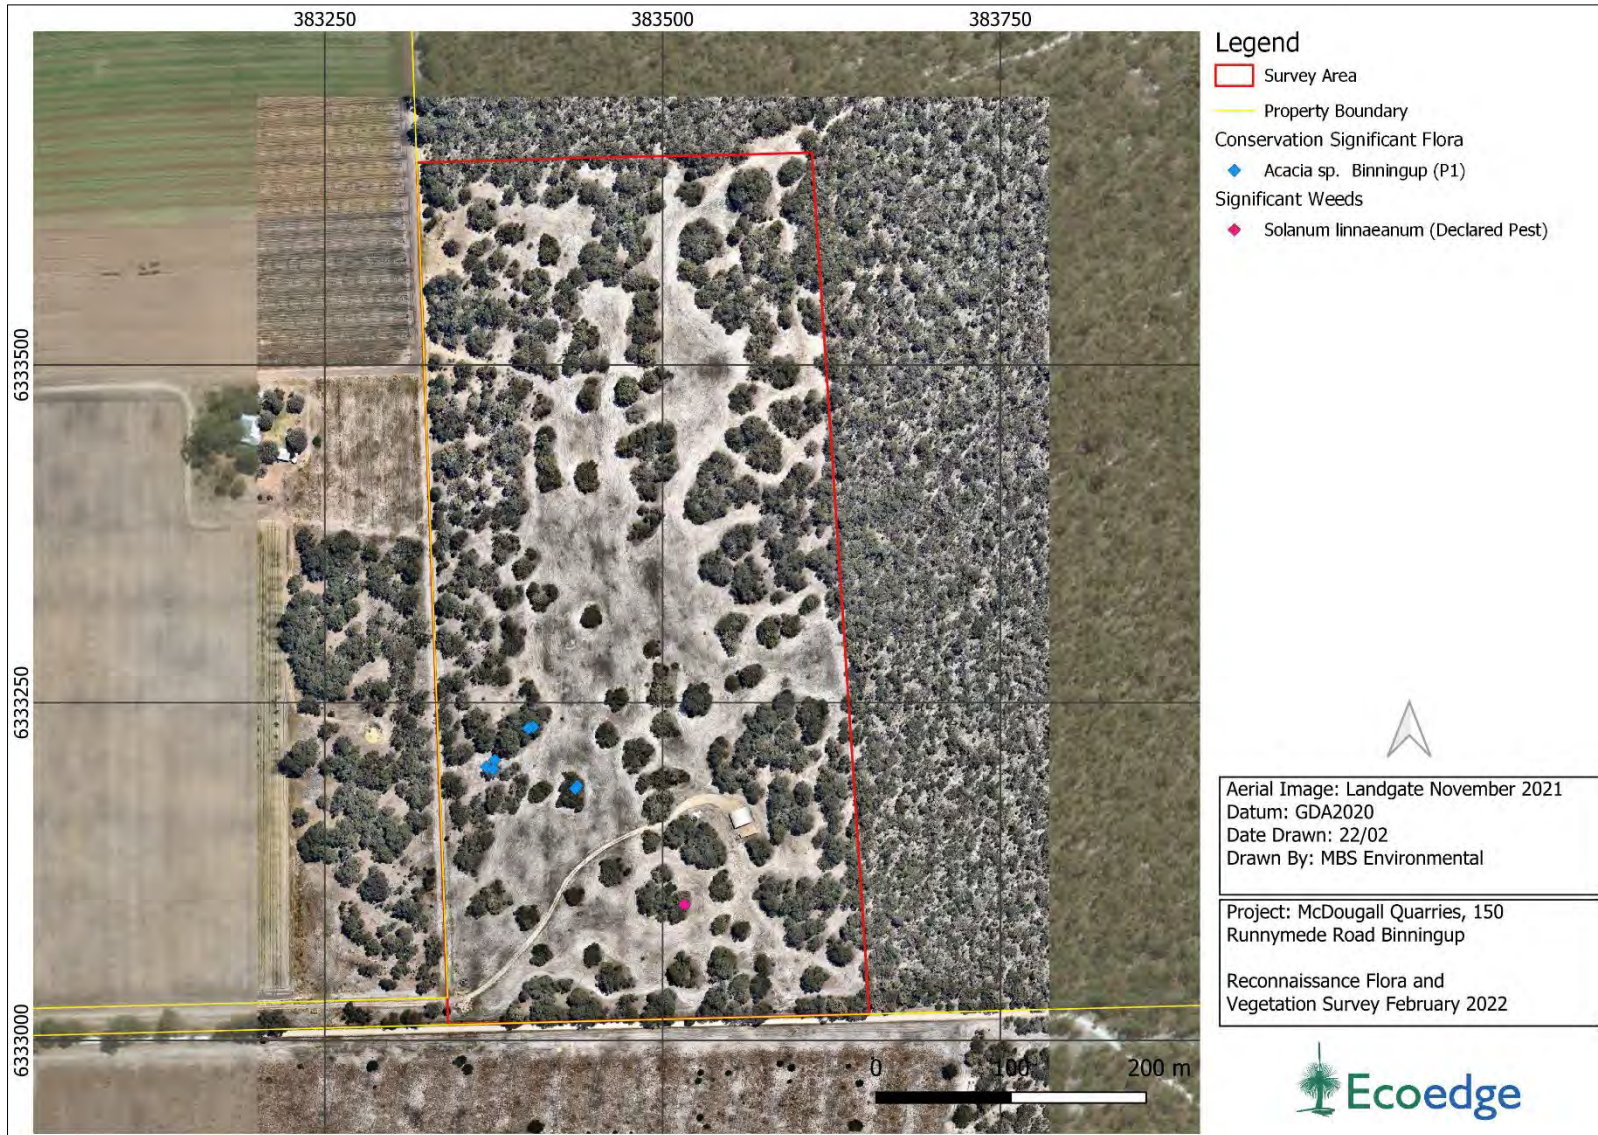 383250
383500
383750
6333500
6333250
6333000
0 100 200 m
Legend
Survey Area
Property Boundary
Conservation Significant Flora
Acacia sp. Binningup (P1)
Significant Weeds
Solanum linnaeanum (Declared Pest)
Aerial Image: Landgate November 2021
Datum: GDA2020
Date Drawn: 22/02
Drawn By: MBS Environmental
Project: McDougall Quarries, 150
Runnymede Road Binningup
Reconnaissance Flora and
Vegetation Survey February 2022
Ecoedge